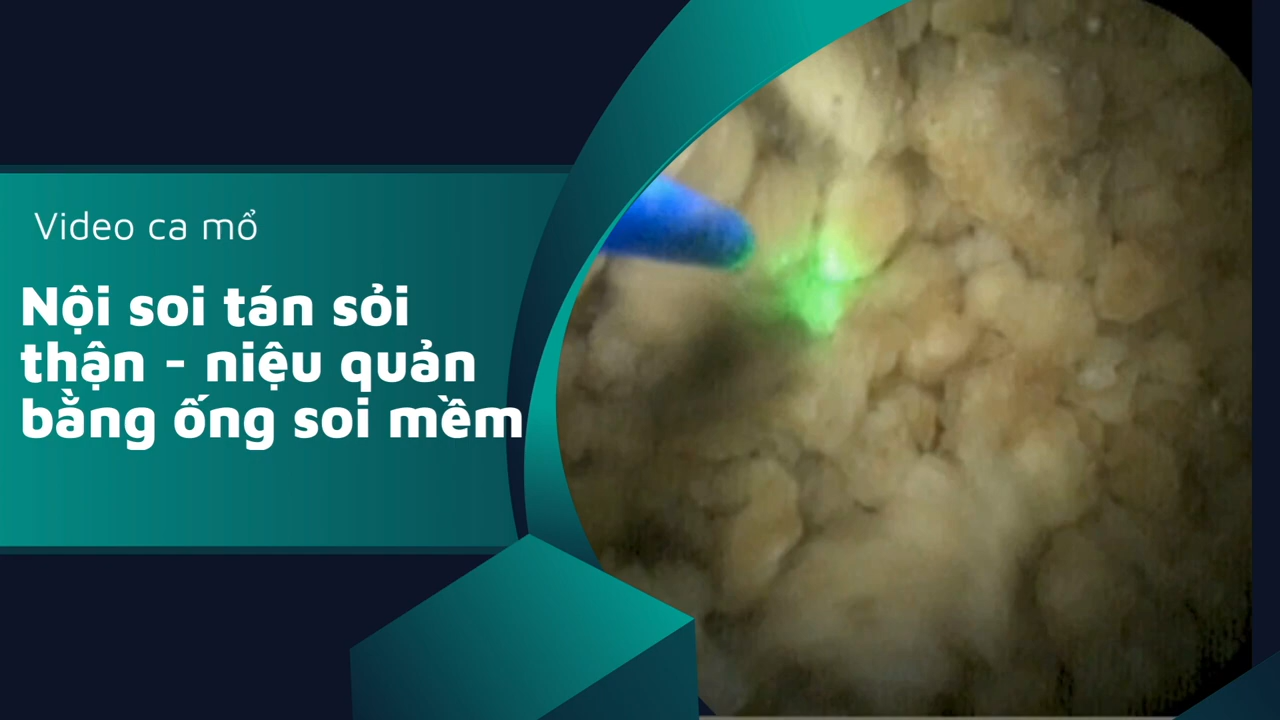 Video ca mổ
Nội soi tán sỏi
thận - niệu quản
bằng ống soi mềm